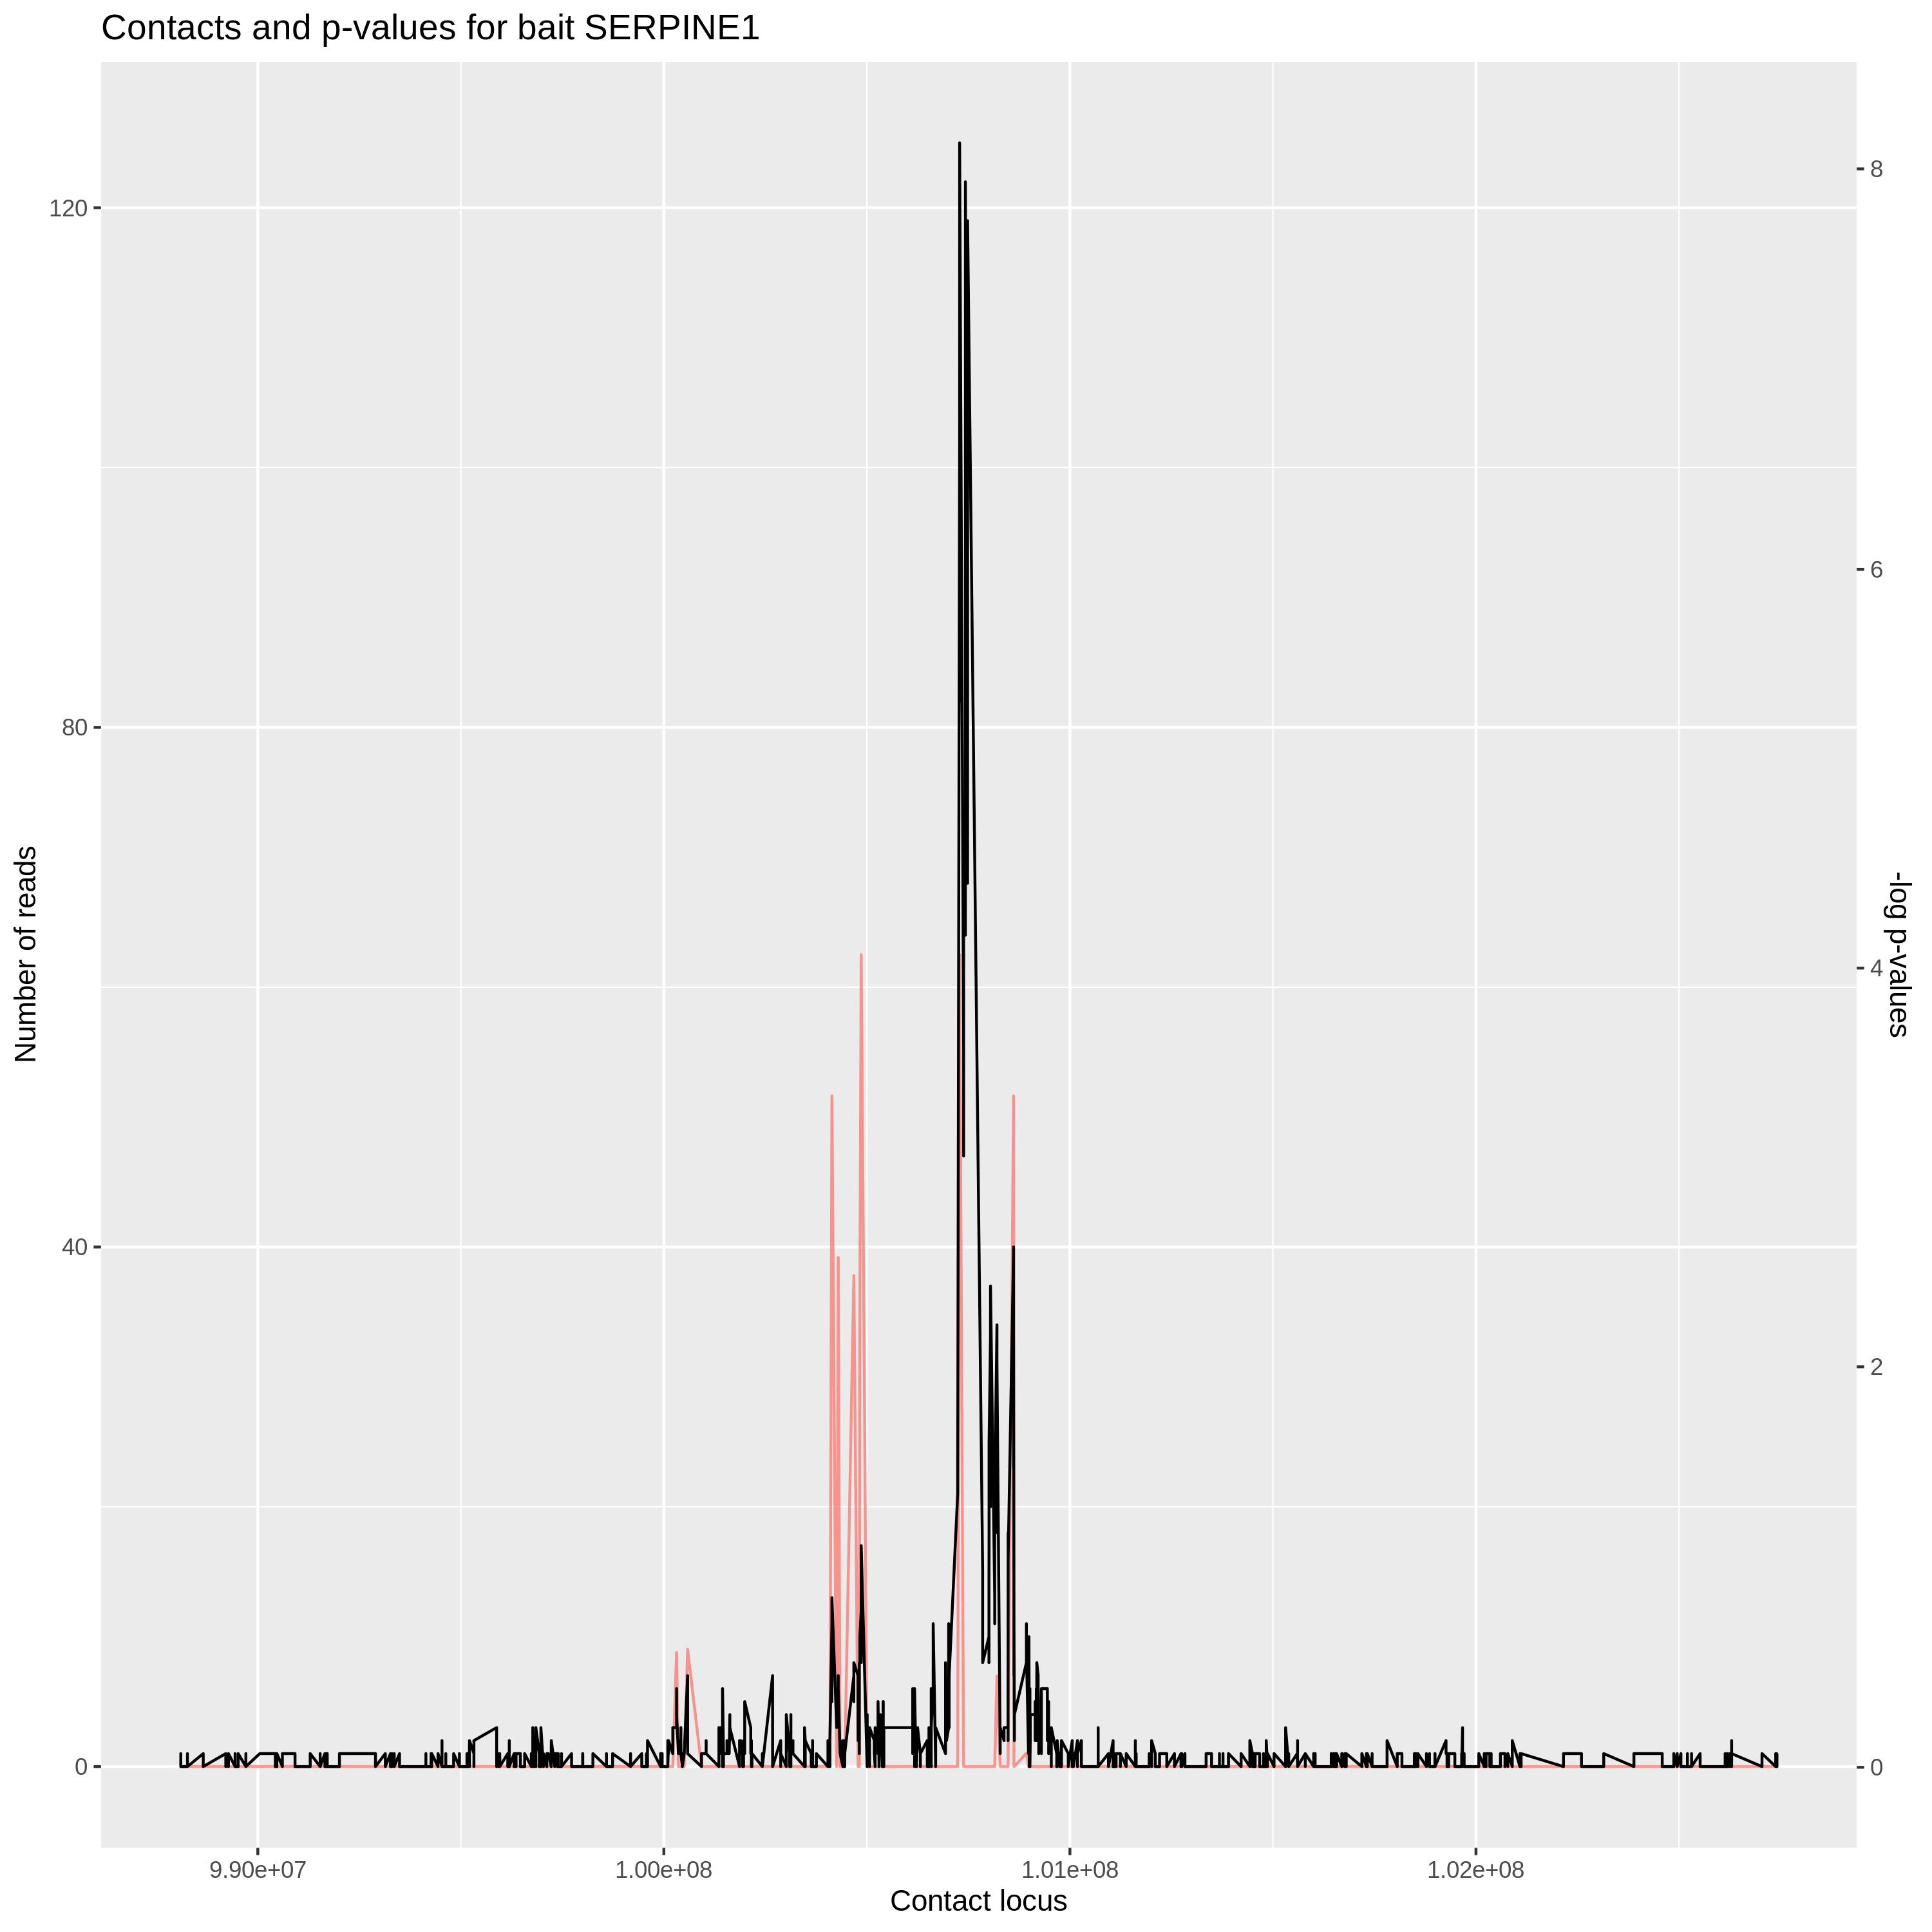 Contacts and p-values for bait SERPINE1
120
80
40
0
Number of reads
8
6
4
2
0
-log p-values
9.90e+07 1.00e+08 1.01e+08 1.02e+08
Contact locus